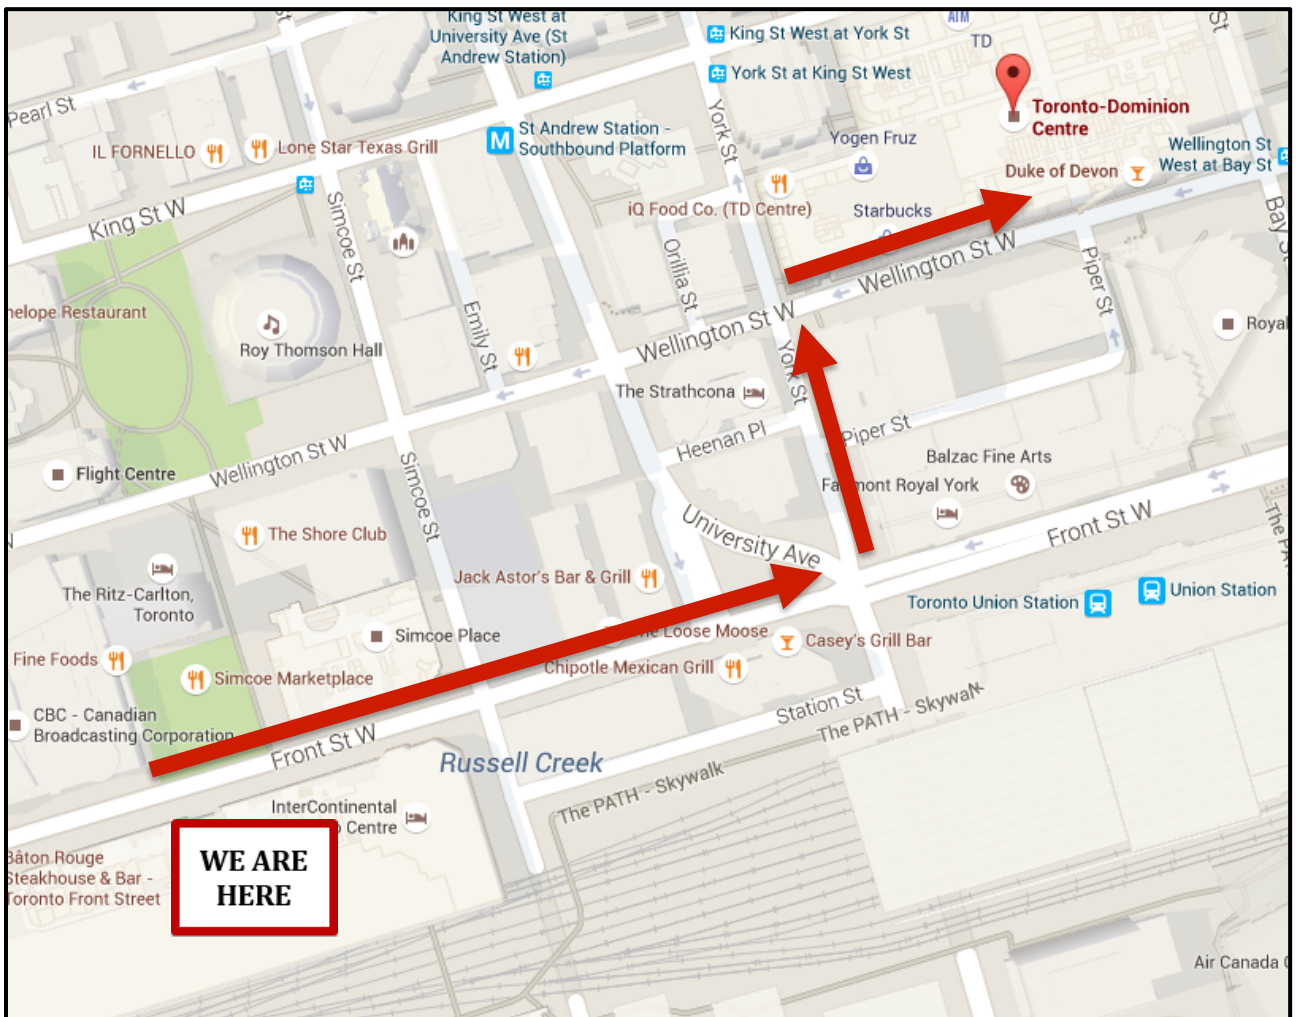 King St West at
University Ave (St
Andrew Station)
St
AIM
TD
St
King St West at York St
York St at King St West
Pearl St
IL FORNELLO
Lone Star Texas Grill
M
St Andrew Station -
Southbound Platform
York St
Yogen Fruz
Toronto-Dominion
Centre
Wellington St
West at Bay St
Duke of Devon
iQ Food Co. (TD Centre)
Starbucks
King St W
Simcoe St
Orillia St
Wellington St W
Bay St
Piper St
nelope Restaurant
Roy Thomson Hall
Emily St
Wellington St W
York St
Royal
The Strathcona
Heenan Pl
Piper St
Flight Centre
Wellington St W
Simcoe St
Balzac Fine Arts
Fairmont Royal York
University Ave
Front St W
The PA
The Shore Club
The Ritz-Carlton,
Toronto
Jack Astor's Bar & Grill
Toronto Union Station
Union Station
Fine Foods
Simcoe Place
Loose Moose
Casey's Grill Bar
Simcoe Marketplace
Chipotle Mexican Grill
CBC - Canadian
Broadcasting Corporation
Front St W
Station St
The PATH - Skywalk
Russell Creek
The PATH - Skywalk
InterContinental
Centre
WE ARE
HERE
Bâton Rouge
Steakhouse & Bar -
Toronto Front Street
Air Canada